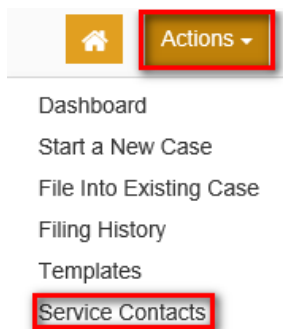 Actions
Dashboard
Start a New Case
File Into Existing Case
Filing History
Templates
Service Contacts